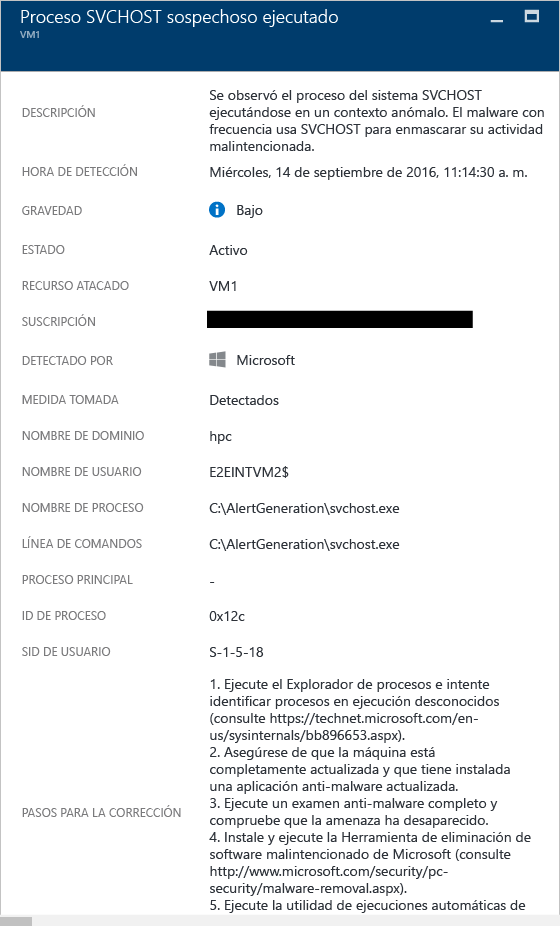 Proceso SVCHOST sospechoso ejecutado
VM1
DESCRIPCIÓN
Se observó el proceso del sistema SVCHOST
ejecutándose en un contexto anómalo. El malware con
frecuencia usa SVCHOST para enmascarar su actividad
malintencionada.
HORA DE DETECCIÓN
Miércoles, 14 de septiembre de 2016, 11:14:30 a. m.
GRAVEDAD
Bajo
ESTADO
Activo
RECURSO ATACADO
VM1
SUSCRIPCIÓN
DETECTADO POR
Microsoft
MEDIDA TOMADA
Detectados
NOMBRE DE DOMINIO
hpc
NOMBRE DE USUARIO
E2EINTVM2$
NOMBRE DE PROCESO
C:\AlertGeneration\svchost.exe
LÍNEA DE COMANDOS
C:\AlertGeneration\svchost.exe
PROCESO PRINCIPAL
-
ID DE PROCESO
0x12c
SID DE USUARIO
S-1-5-18
PASOS PARA LA CORRECCIÓN
1. Ejecute el Explorador de procesos e intente
identificar procesos en ejecución desconocidos
(consulte https://technet.microsoft.com/en-
us/sysinternals/bb896653.aspx).
2. Asegúrese de que la máquina está
completamente actualizada y que tiene instalada
una aplicación anti-malware actualizada.
3. Ejecute un examen anti-malware completo y
compruebe que la amenaza ha desaparecido.
4. Instale y ejecute la Herramienta de eliminación de
software malintencionado de Microsoft (consulte
http://www.microsoft.com/security/pc-
security/malware-removal.aspx).
5. Ejecute la utilidad de ejecuciones automáticas de